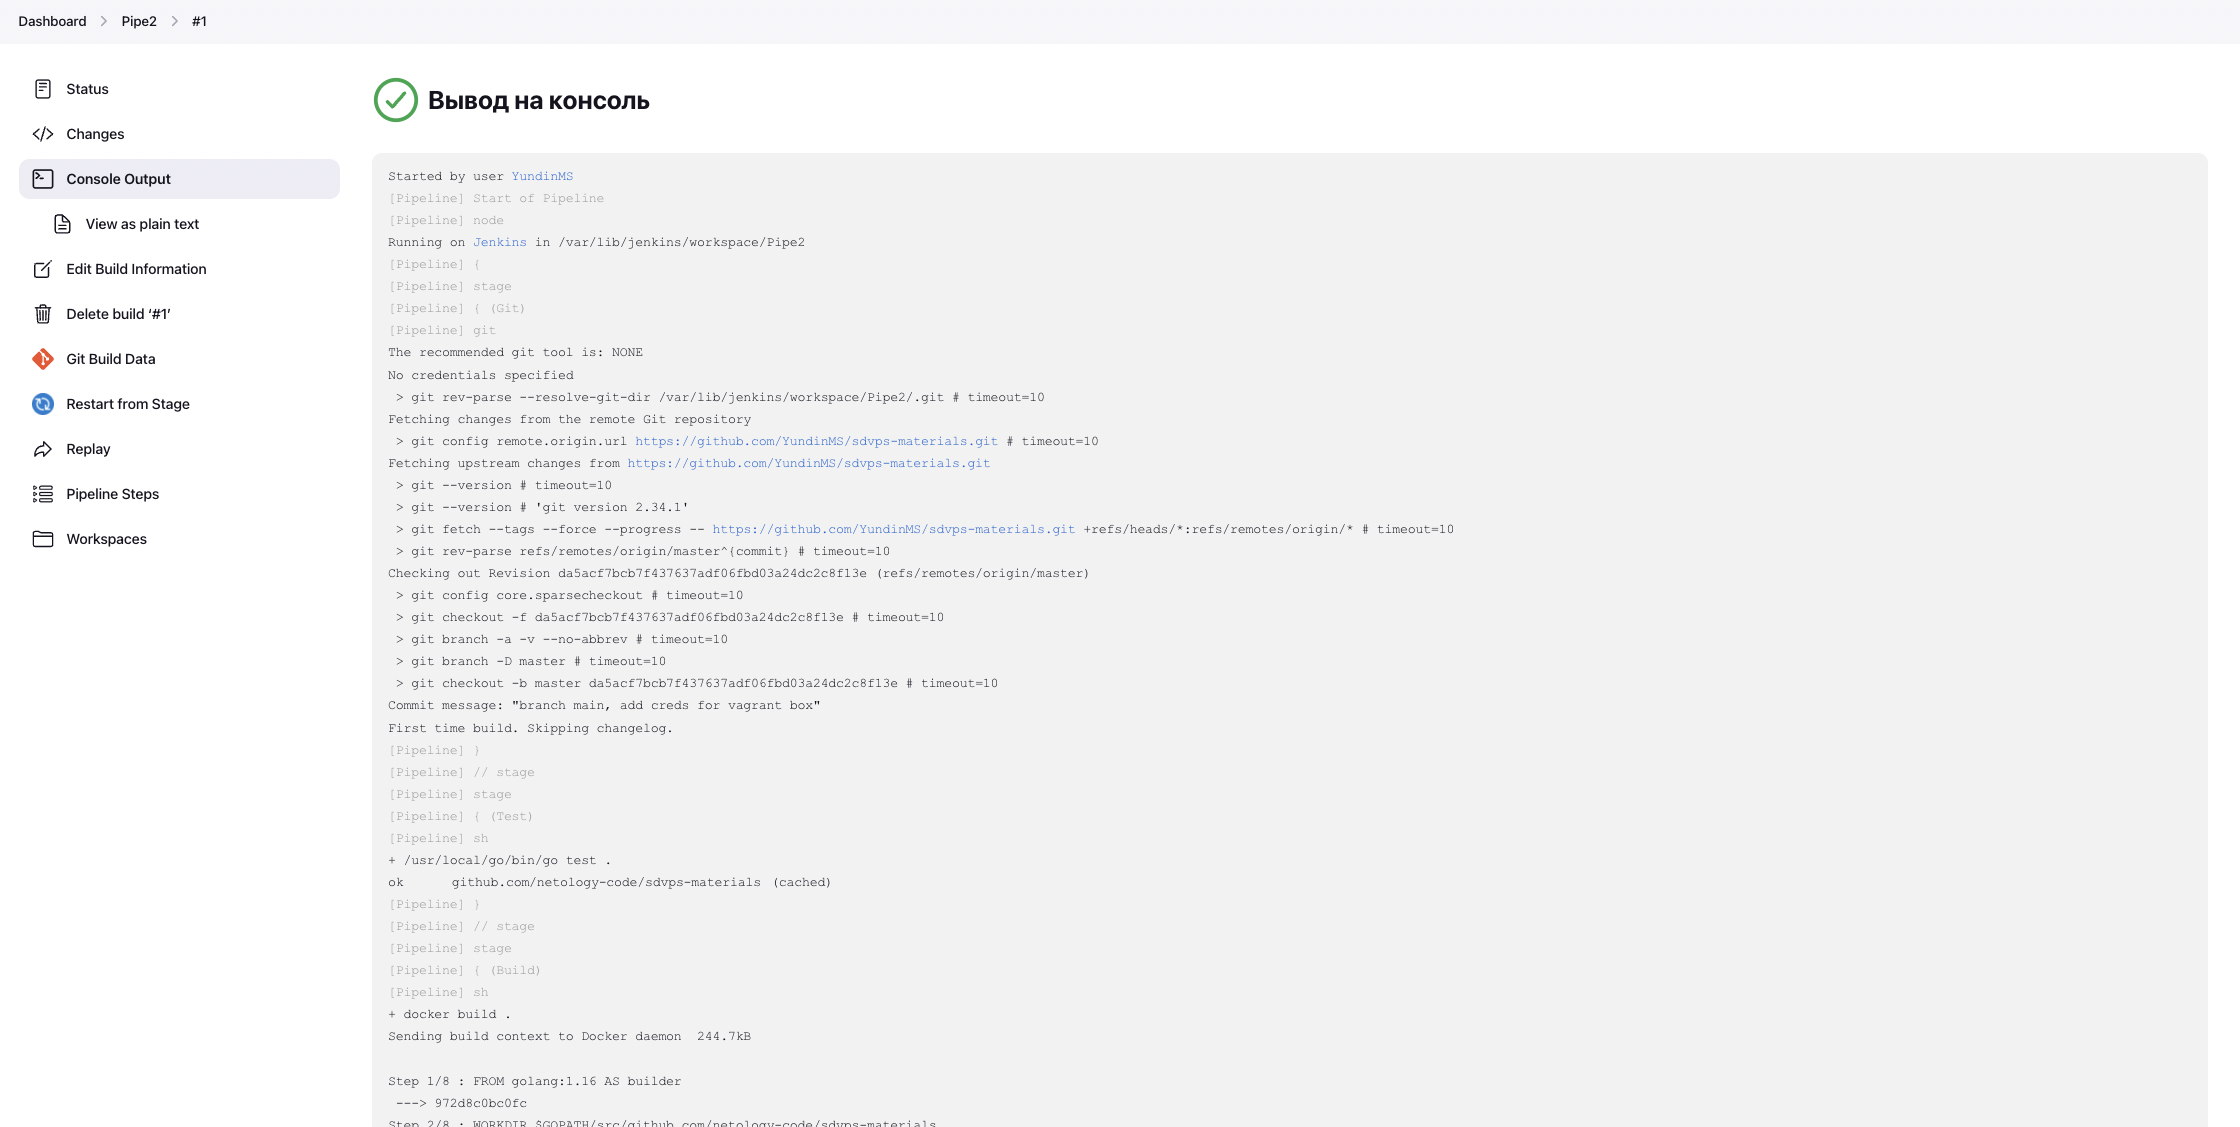 Dashboard > Pipe2 > #1
Status
Changes
Console Output
View as plain text
Edit Build Information
Delete build ‘#1’
Git Build Data
Restart from Stage
Replay
Pipeline Steps
Workspaces
Вывод на консоль
Started by user YundinMS
[Pipeline] Start of Pipeline
[Pipeline] node
Running on Jenkins in /var/lib/jenkins/workspace/Pipe2
[Pipeline] {
[Pipeline] stage
[Pipeline] { (Git)
[Pipeline] git
The recommended git tool is: NONE
No credentials specified
 > git rev-parse --resolve-git-dir /var/lib/jenkins/workspace/Pipe2/.git # timeout=10
Fetching changes from the remote Git repository
 > git config remote.origin.url https://github.com/YundinMS/sdvps-materials.git # timeout=10
Fetching upstream changes from https://github.com/YundinMS/sdvps-materials.git
 > git --version # timeout=10
 > git --version # 'git version 2.34.1'
 > git fetch --tags --force --progress -- https://github.com/YundinMS/sdvps-materials.git +refs/heads/*:refs/remotes/origin/* # timeout=10
 > git rev-parse refs/remotes/origin/master^{commit} # timeout=10
Checking out Revision da5acf7bcb7f437637adf06fbd03a24dc2c8f13e (refs/remotes/origin/master)
 > git config core.sparsecheckout # timeout=10
 > git checkout -f da5acf7bcb7f437637adf06fbd03a24dc2c8f13e # timeout=10
 > git branch -a -v --no-abbrev # timeout=10
 > git branch -D master # timeout=10
 > git checkout -b master da5acf7bcb7f437637adf06fbd03a24dc2c8f13e # timeout=10
Commit message: "branch main, add creds for vagrant box"
First time build. Skipping changelog.
[Pipeline] }
[Pipeline] // stage
[Pipeline] stage
[Pipeline] { (Test)
[Pipeline] sh
+ /usr/local/go/bin/go test .
ok github.com/netology-code/sdvps-materials (cached)
[Pipeline] }
[Pipeline] // stage
[Pipeline] stage
[Pipeline] { (Build)
[Pipeline] sh
+ docker build .
Sending build context to Docker daemon  244.7kB
Step 1/8 : FROM golang:1.16 AS builder
 ---> 972d8c0bc0fc
Step 2/8 : WORKDIR $GOPATH/src/github.com/netology-code/sdvps-materials